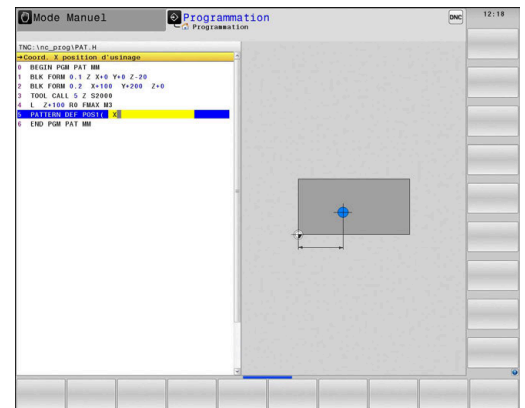 Mode Manuel
Programmation
Programmation
DNC
12:18
TNC:\nc_prog\PAT.H
→Coord. X position d'usinage
0 BEGIN PGM PAT MM
1 BLK FORM 0.1 Z X+0 Y+0 Z-20
2 BLK FORM 0.2 X+100 Y+200 Z+0
3 TOOL CALL 5 Z S2000
4 L Z+100 R0 FMAX M3
5 PATTERN DEF POS1( X
6 END PGM PAT MM